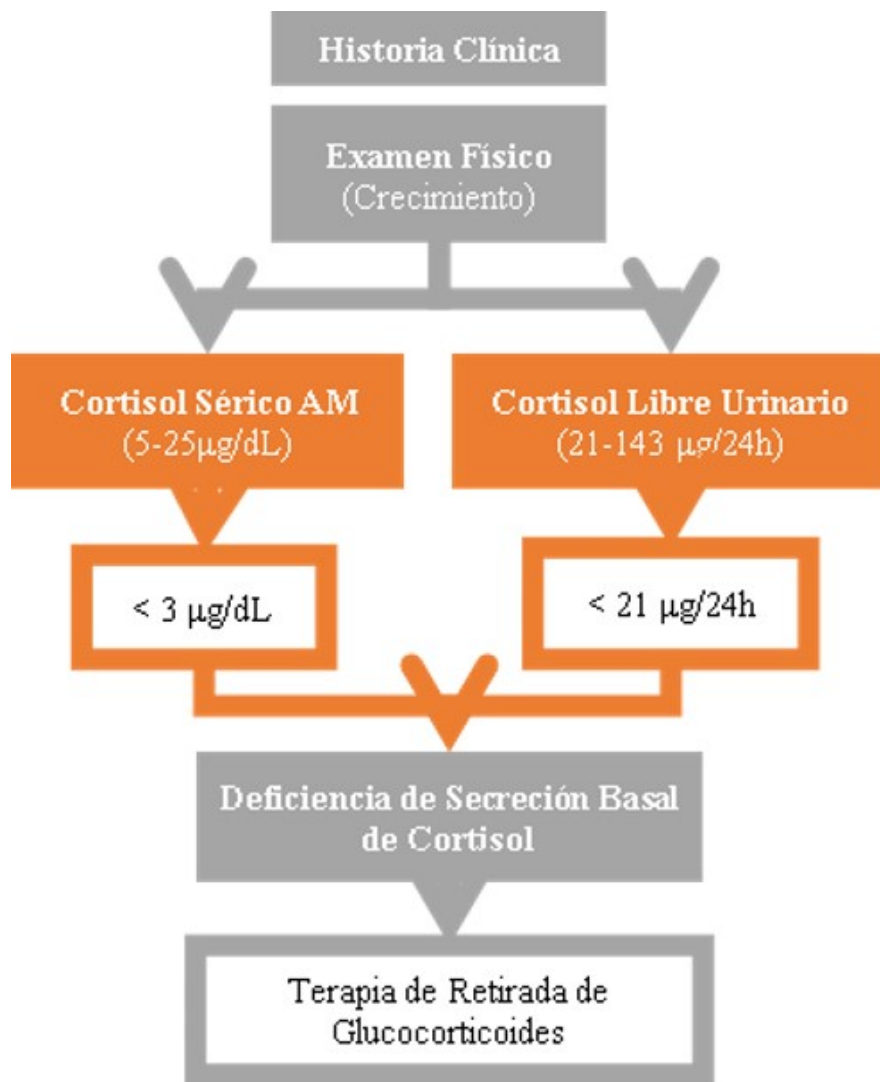 Historia Clínica
Examen Físico
(Crecimiento)
Cortisol Sérico AM
(5-25µg/dL)
Cortisol Libre Urinario
(21-143 µg/24h)
< 3 µg/dL
< 21 µg/24h
Deficiencia de Secreción Basal
de Cortisol
Terapia de Retirada de
Glucocorticoides